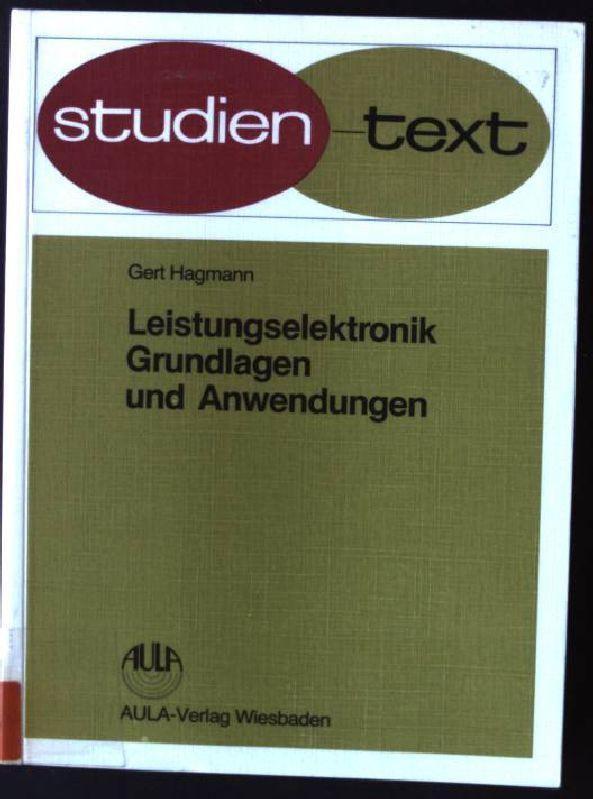 studien-text
Gert Hagmann
Leistungselektronik
Grundlagen
und Anwendungen
AULA
AULA-Verlag Wiesbaden